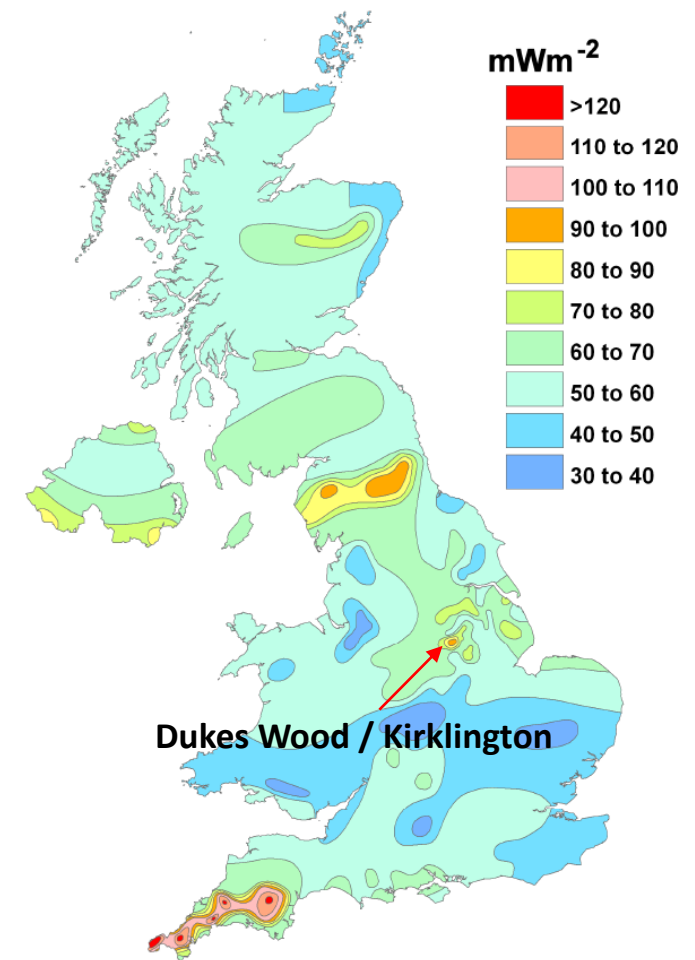 mWm-2
>120
110 to 120
100 to 110
90 to 100
80 to 90
70 to 80
60 to 70
50 to 60
40 to 50
30 to 40
Dukes Wood / Kirklington